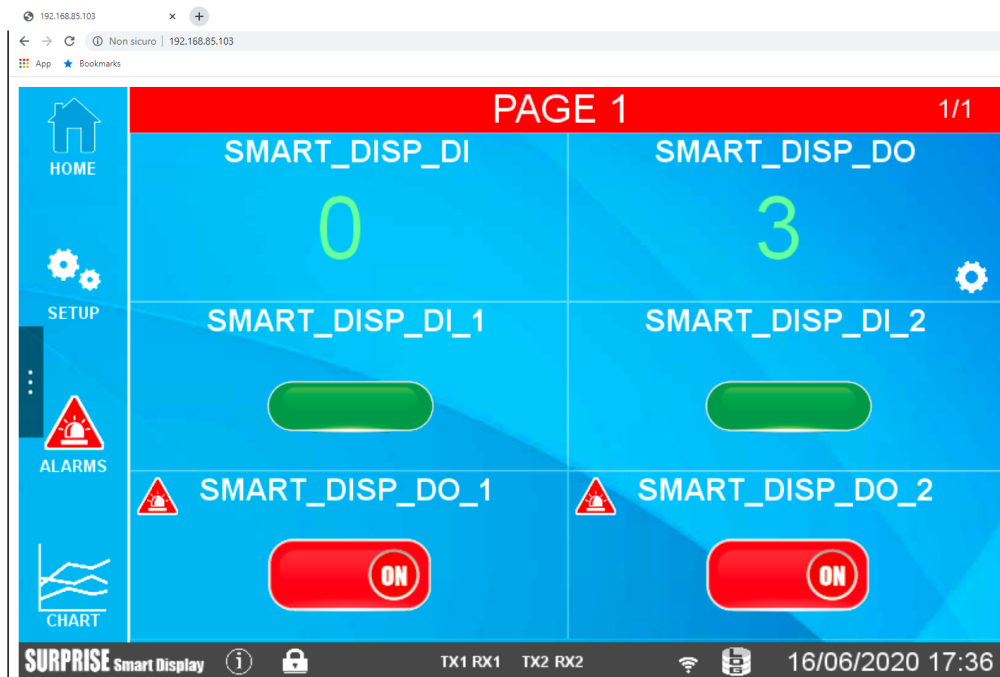 192.168.85.103
Non sicuro | 192.168.85.103
App Bookmarks
PAGE 1 1/1
HOME
SMART_DISP_DI SMART_DISP_DO
0 3
SETUP
SMART_DISP_DI_1 SMART_DISP_DI_2
ALARMS
SMART_DISP_DO_1 SMART_DISP_DO_2
ON ON
CHART
SURPRISE Smart Display i TX1 RX1 TX2 RX2 16/06/2020 17:36